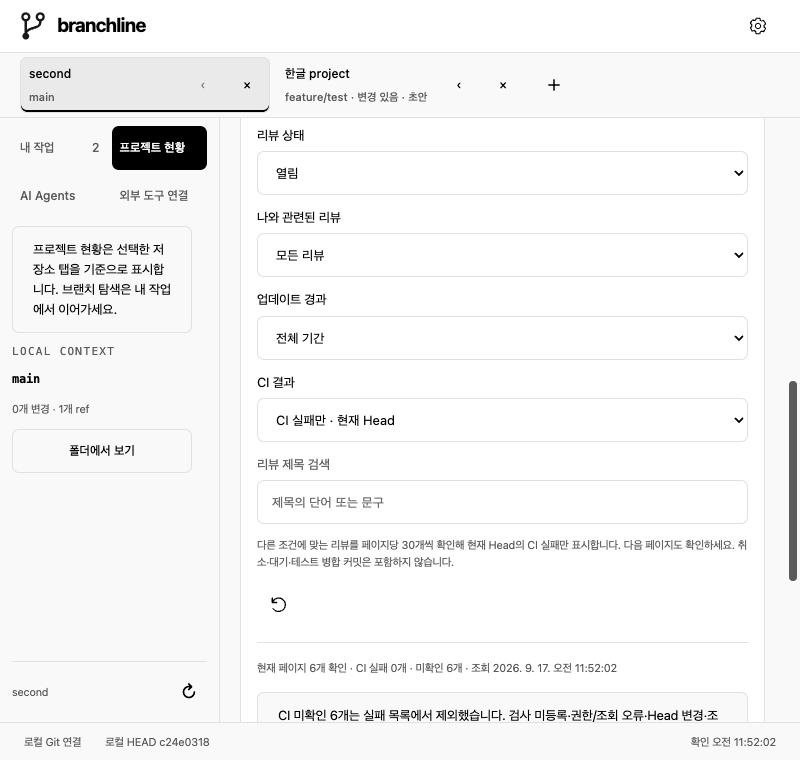 branchline
second
main
한글 project
feature/test · 변경 있음 · 초안
내 작업 2
프로젝트 현황
AI Agents
외부 도구 연결
프로젝트 현황은 선택한 저
장소 탭을 기준으로 표시합
니다. 브랜치 탐색은 내 작업
에서 이어가세요.
LOCAL CONTEXT
main
0개 변경 · 1개 ref
폴더에서 보기
second
리뷰 상태
열림
나와 관련된 리뷰
모든 리뷰
업데이트 경과
전체 기간
CI 결과
CI 실패만 · 현재 Head
리뷰 제목 검색
제목의 단어 또는 문구
다른 조건에 맞는 리뷰를 페이지당 30개씩 확인해 현재 Head의 CI 실패만 표시합니다. 다음 페이지도 확인하세요. 취
소·대기·테스트 병합 커밋은 포함하지 않습니다.
현재 페이지 6개 확인 · CI 실패 0개 · 미확인 6개 · 조회 2026. 9. 17. 오전 11:52:02
CI 미확인 6개는 실패 목록에서 제외했습니다. 검사 미등록·권한/조회 오류·Head 변경·조
로컬 Git 연결
로컬 HEAD c24e0318
확인 오전 11:52:02